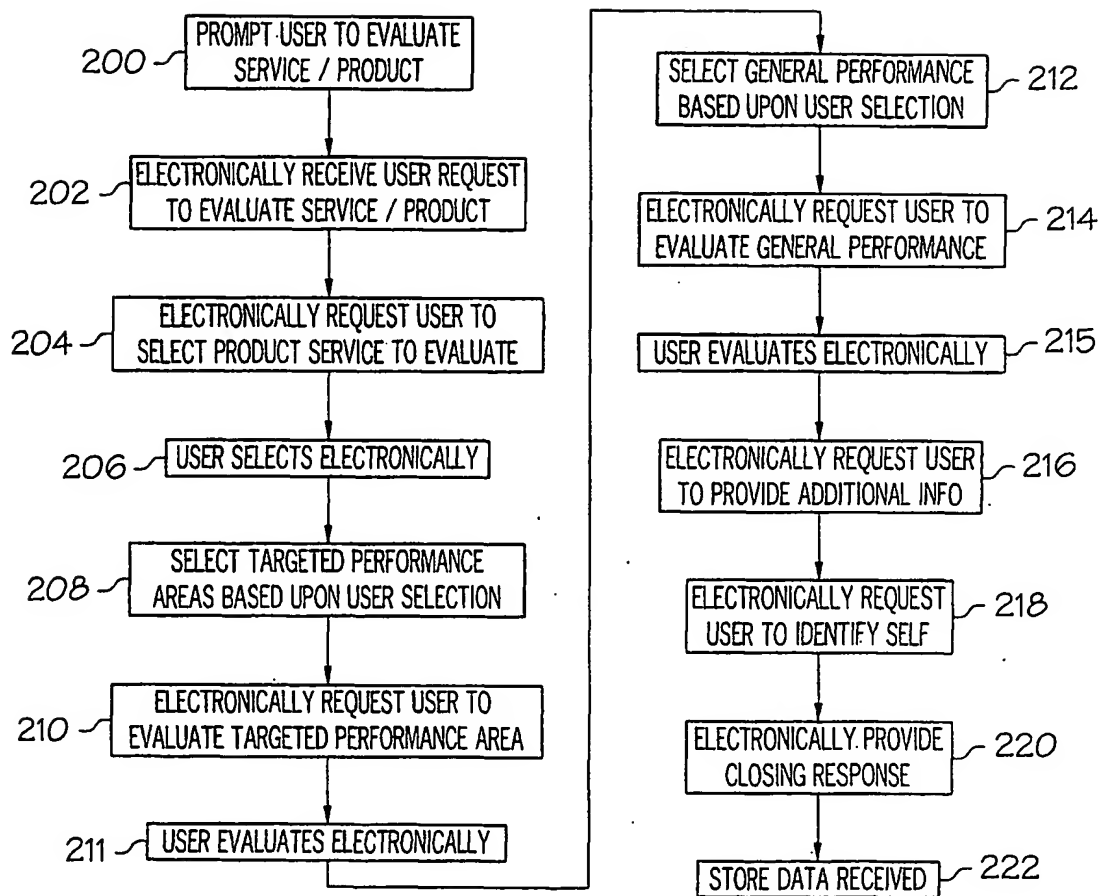 200
PROMPT USER TO EVALUATE
SERVICE / PRODUCT
202
ELECTRONICALLY RECEIVE USER REQUEST
TO EVALUATE SERVICE / PRODUCT
204
ELECTRONICALLY REQUEST USER TO
SELECT PRODUCT SERVICE TO EVALUATE
206
USER SELECTS ELECTRONICALLY
208
SELECT TARGETED PERFORMANCE
AREAS BASED UPON USER SELECTION
210
ELECTRONICALLY REQUEST USER TO
EVALUATE TARGETED PERFORMANCE AREA
211
USER EVALUATES ELECTRONICALLY
SELECT GENERAL PERFORMANCE
BASED UPON USER SELECTION
212
ELECTRONICALLY REQUEST USER TO
EVALUATE GENERAL PERFORMANCE
214
USER EVALUATES ELECTRONICALLY
215
ELECTRONICALLY REQUEST USER
TO PROVIDE ADDITIONAL INFO
216
ELECTRONICALLY REQUEST
USER TO IDENTIFY SELF
218
ELECTRONICALLY PROVIDE
CLOSING RESPONSE
220
STORE DATA RECEIVED
222